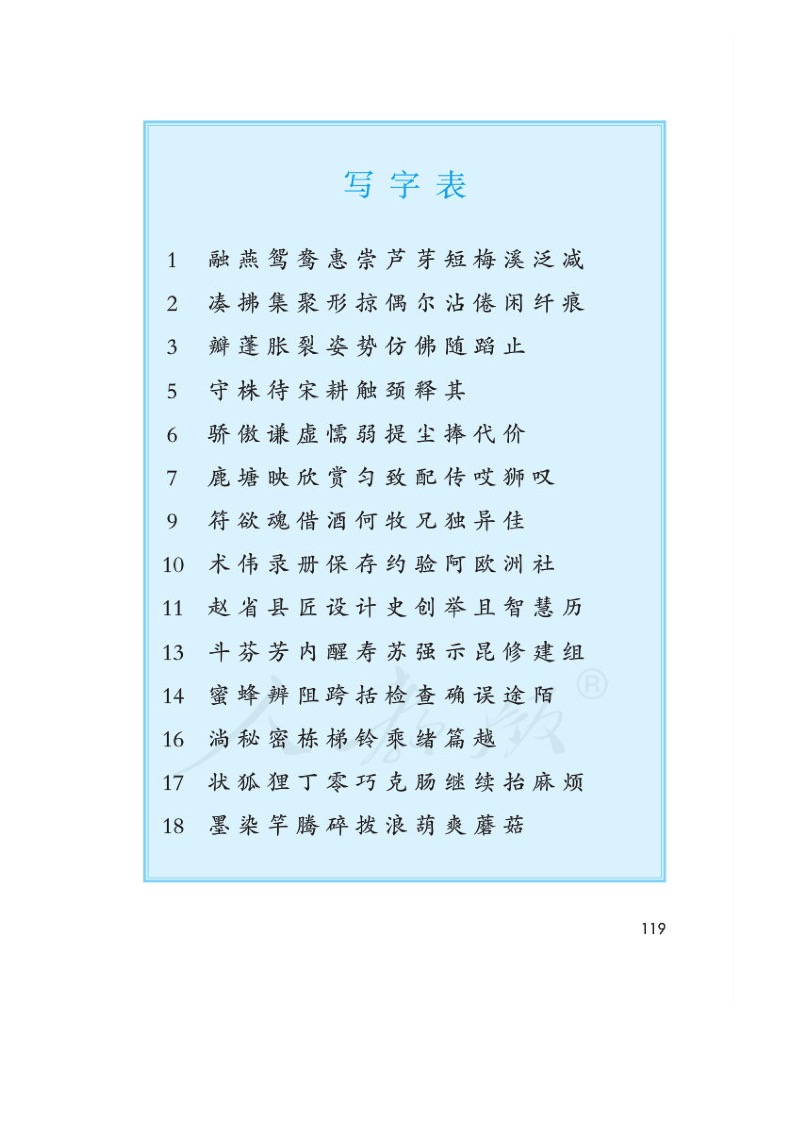 写字表
1 融燕鸳鸯惠崇芦芽短梅溪泛减
2 凑拂集聚形掠偶尔沾倦闲纤痕
3 瓣蓬胀裂姿势仿佛随蹈止
5 守株待宋耕触颈释其
6 骄傲谦虚懦弱提尘捧代价
7 鹿塘映欣赏匀致配传哎狮叹
9 符欲魂借酒何牧兄独异佳
10 术伟录册保存约验阿欧洲社
11 赵省县匠设计史创举且智慧历
13 斗芬芳内醒寿苏强示昆修建组
14 蜜蜂辨阻跨括检查确误途陌
16 淌秘密栋梯铃乘绪篇越
17 状狐狸丁零巧克肠继续抬麻烦
18 墨染竿腾碎拨浪葫爽蘑菇
人教版®
119